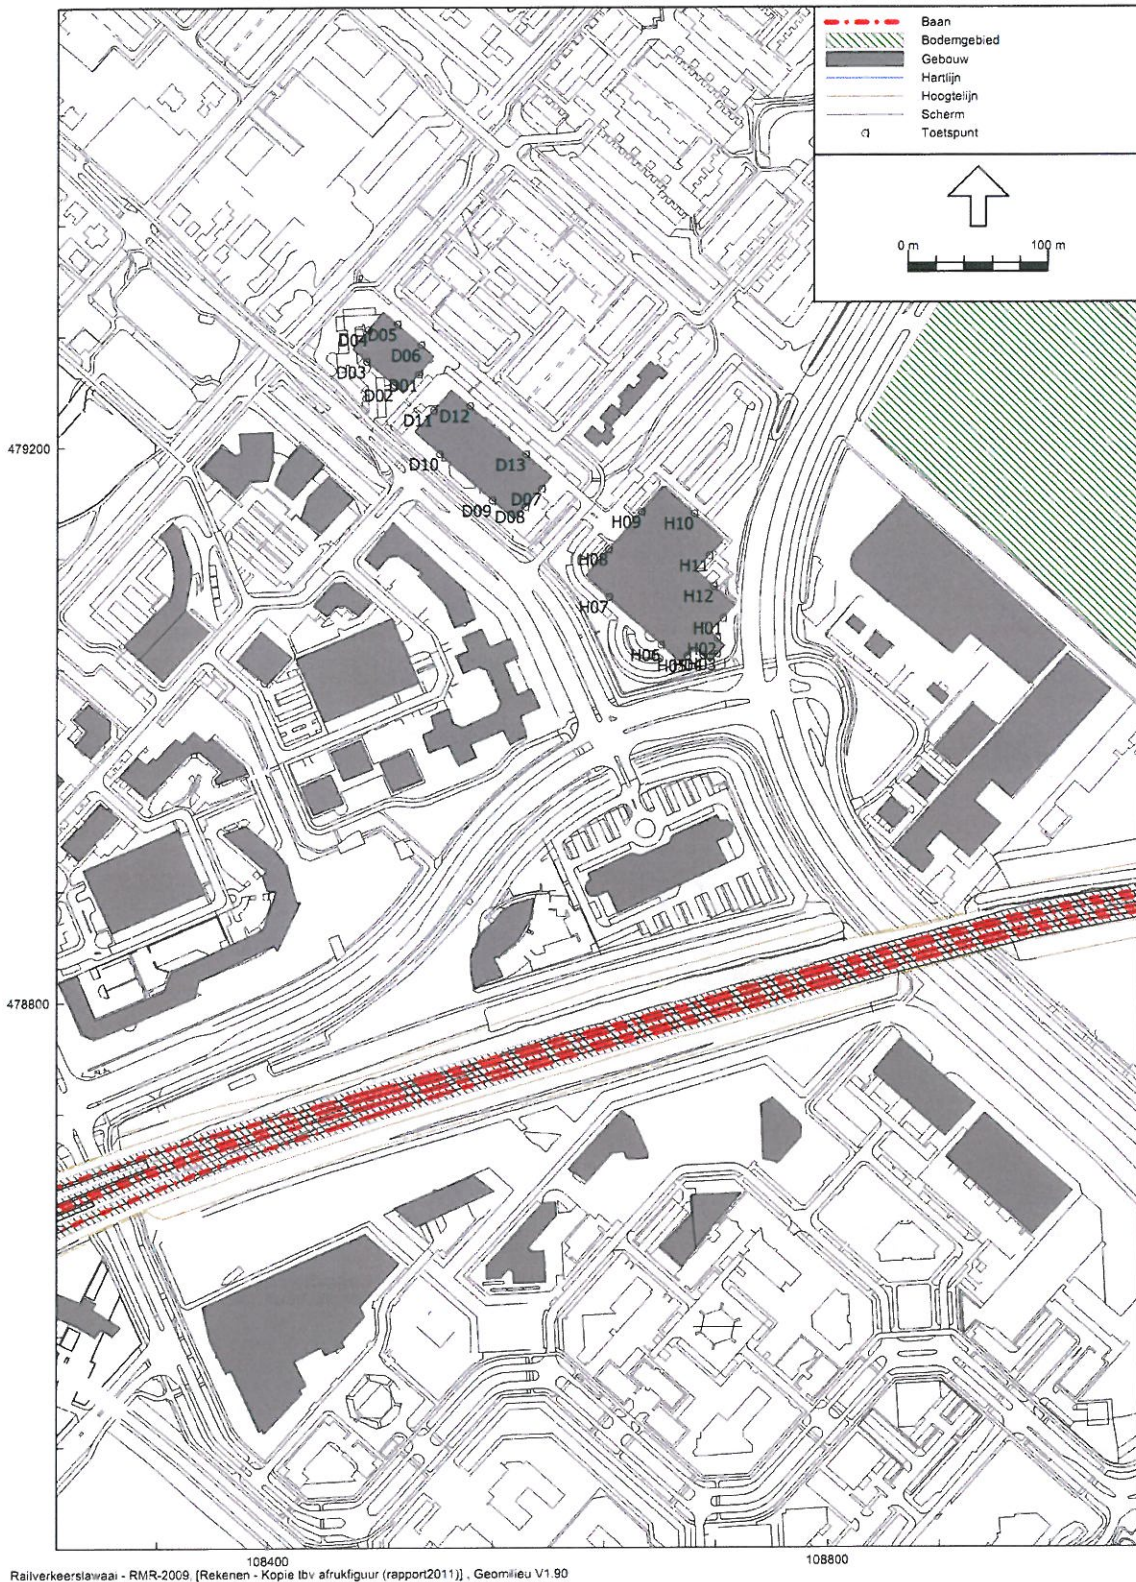 Baan
Bodemgebied
Gebouw
Hartlijn
Hoogtelijn
Scherm
Toetspunt
0 m 100 m
D05
D04
D06
D03
D01
D02
D11 D12
D10 D13
D07
D09
D08
H09 H10
H08 H11
H12
H07
H01
H02
H06
H03
479200
478800
108400 108800
Railverkeerslawaai - RMR-2009, [Rekenen - Kopie tbv afrukfiguur (rapport2011)] , Geomilieu V1.90